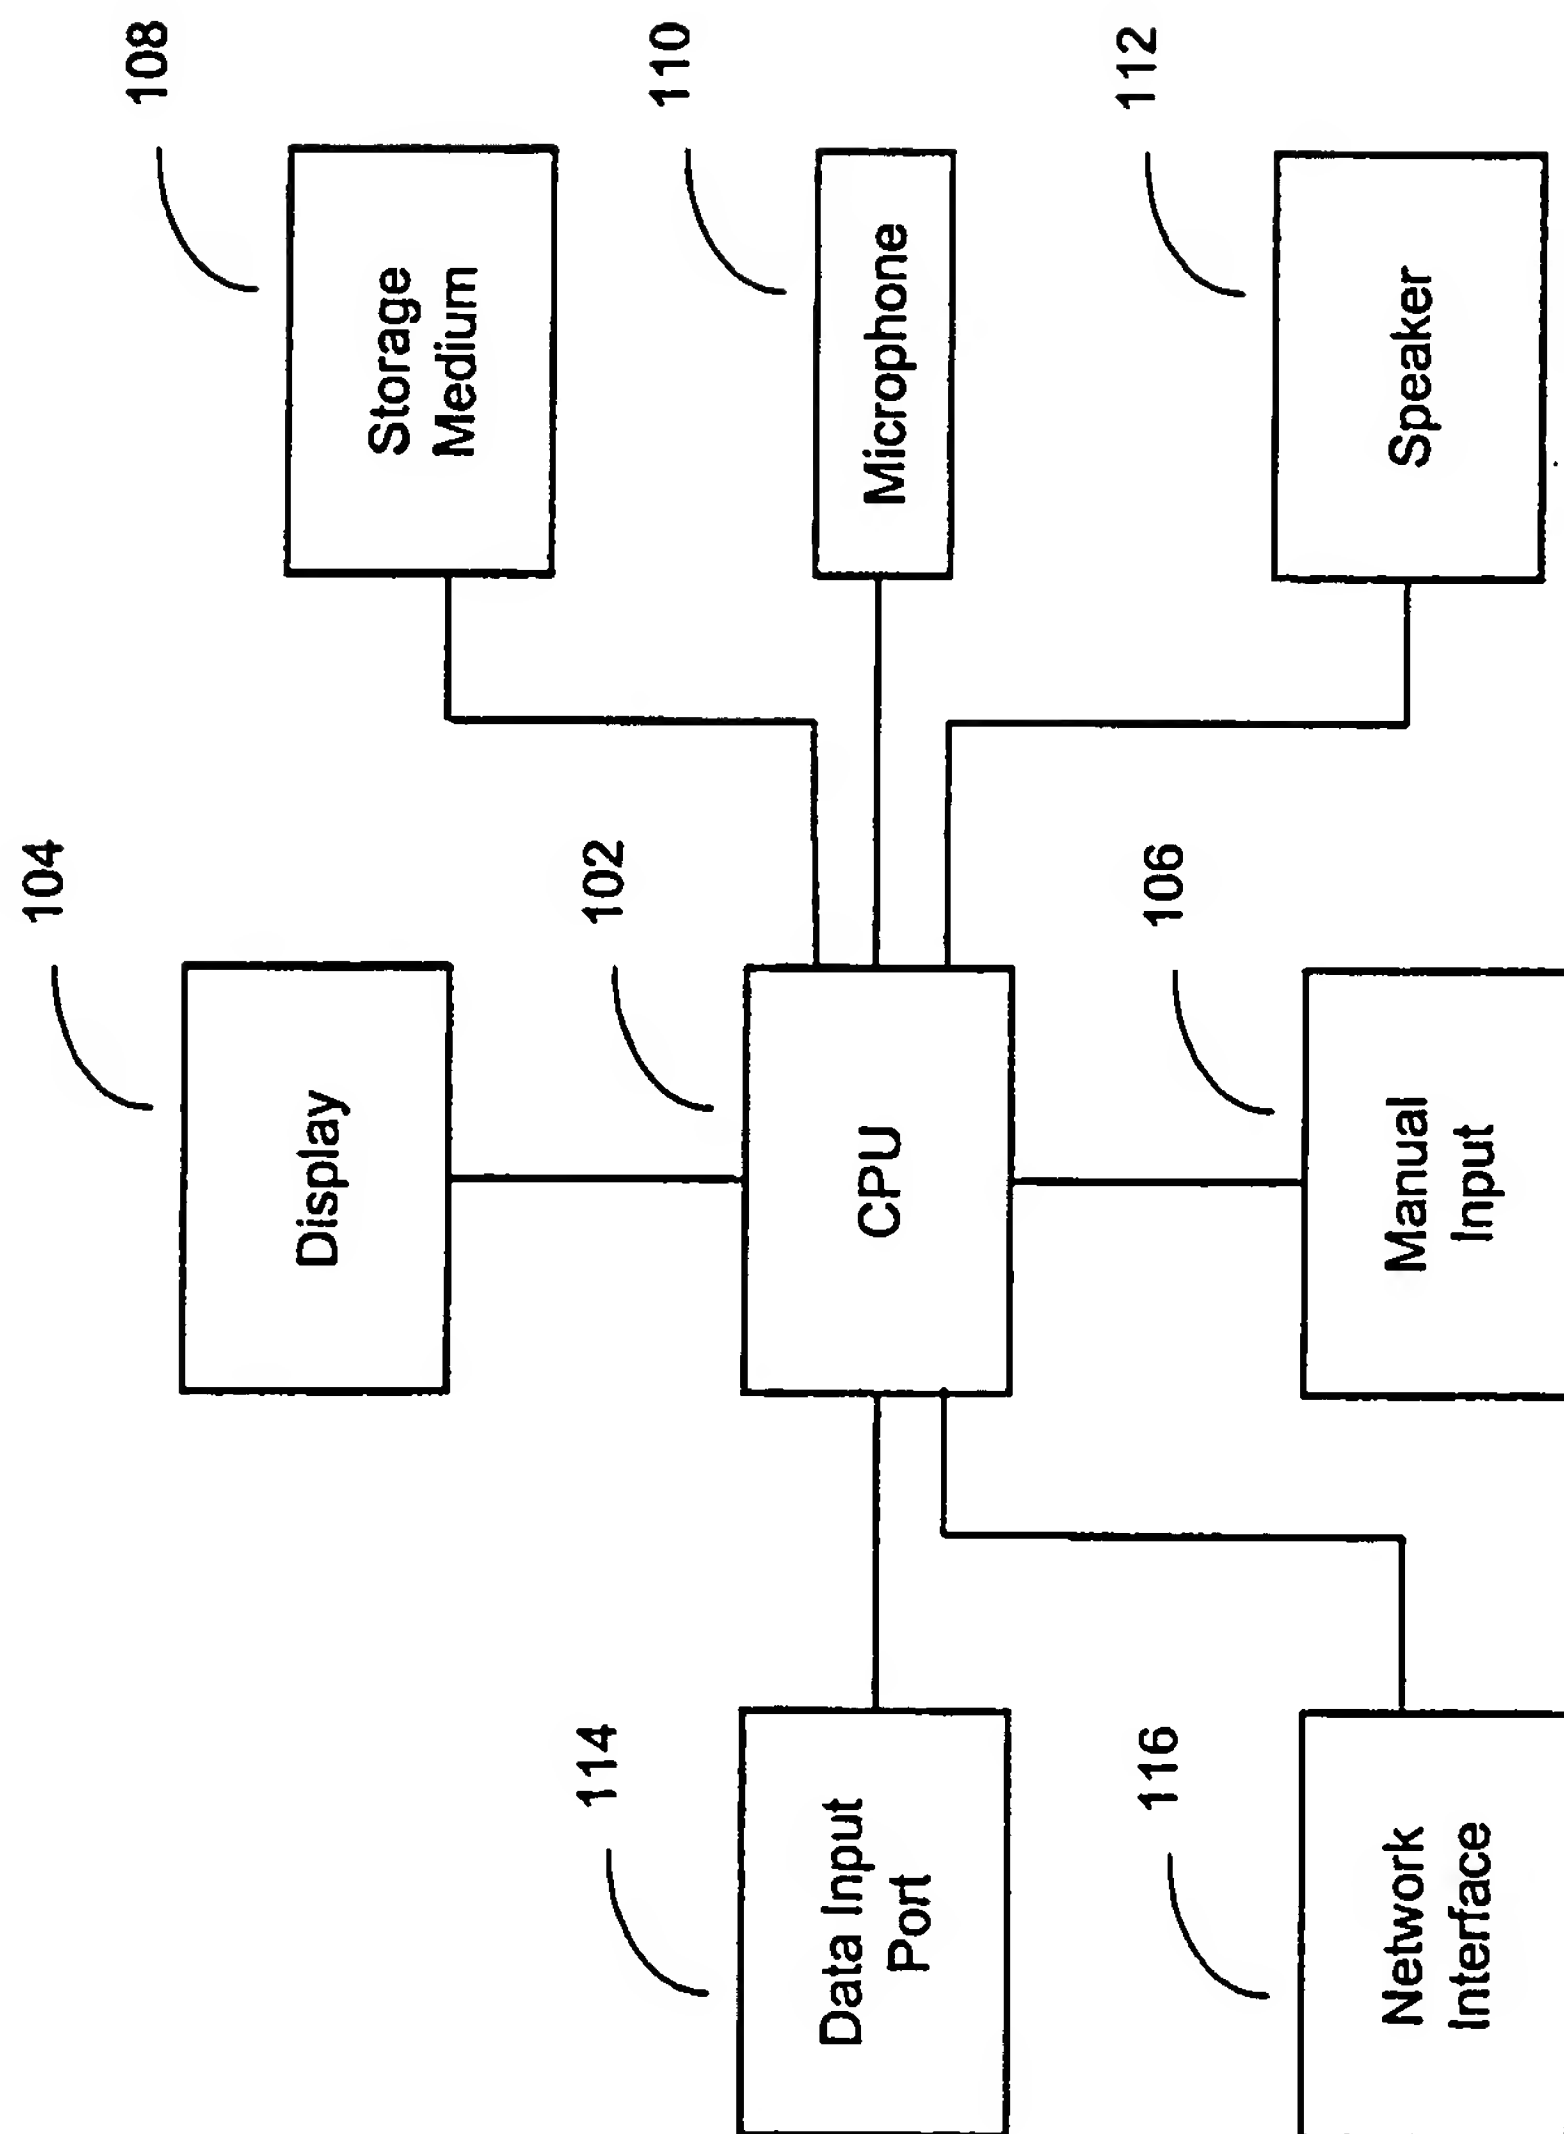 104
Display
108
Storage
Medium
114
Data Input
Port
102
CPU
110
Microphone
116
Network
Interface
106
Manual
Input
112
Speaker